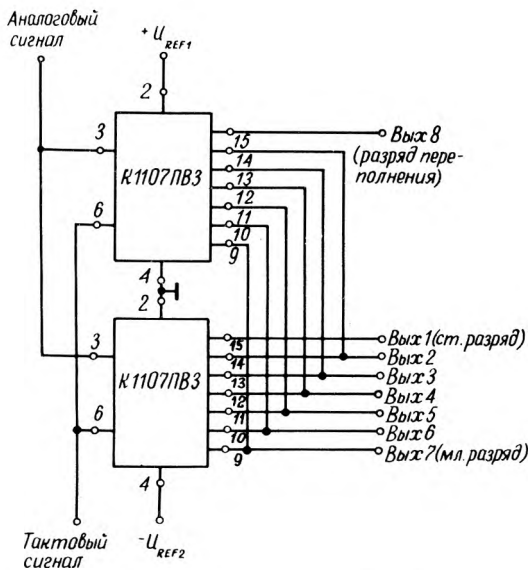 Аналоговый
сигнал
+U REF1
2
3
К1107ПВ3
6
4
15
14
13
12
11
10
9
Вых 8
(разряд пере-
полнения)
2
3
К1107ПВ3
6
4
15
14
13
12
11
10
9
Вых 1 (ст. разряд)
Вых 2
Вых 3
Вых 4
Вых 5
Вых 6
Вых 7 (мл. разряд)
Тактовый
сигнал
-U REF2